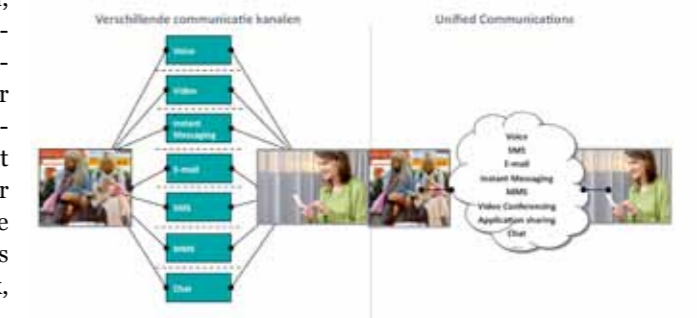 Verschillende communicatie kanalen
Voice
Video
Instant
Messaging
E-mail
SMS
MMS
Chat
Unified Communications
Voice
SMS
E-mail
Instant Messaging
MMS
Video Conferencing
Application sharing
Chat